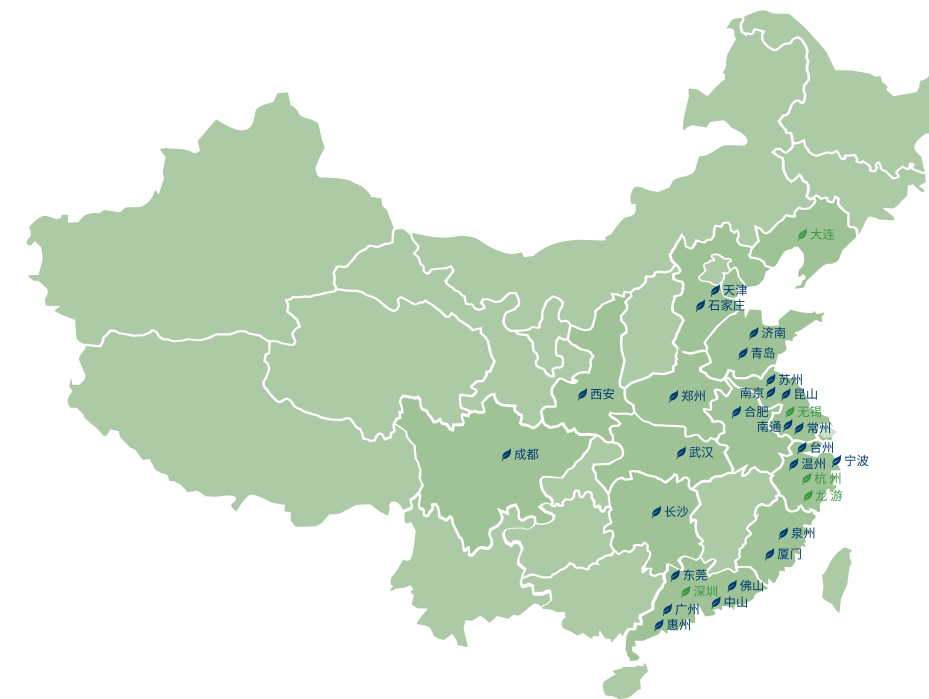 大连
天津
石家庄
济南
青岛
苏州
南京
昆山
西安
郑州
合肥
无锡
南通
常州
台州
成都
武汉
温州
宁波
杭 州
龙 游
长沙
泉州
厦门
东莞
深圳
佛山
中山
广州
惠州